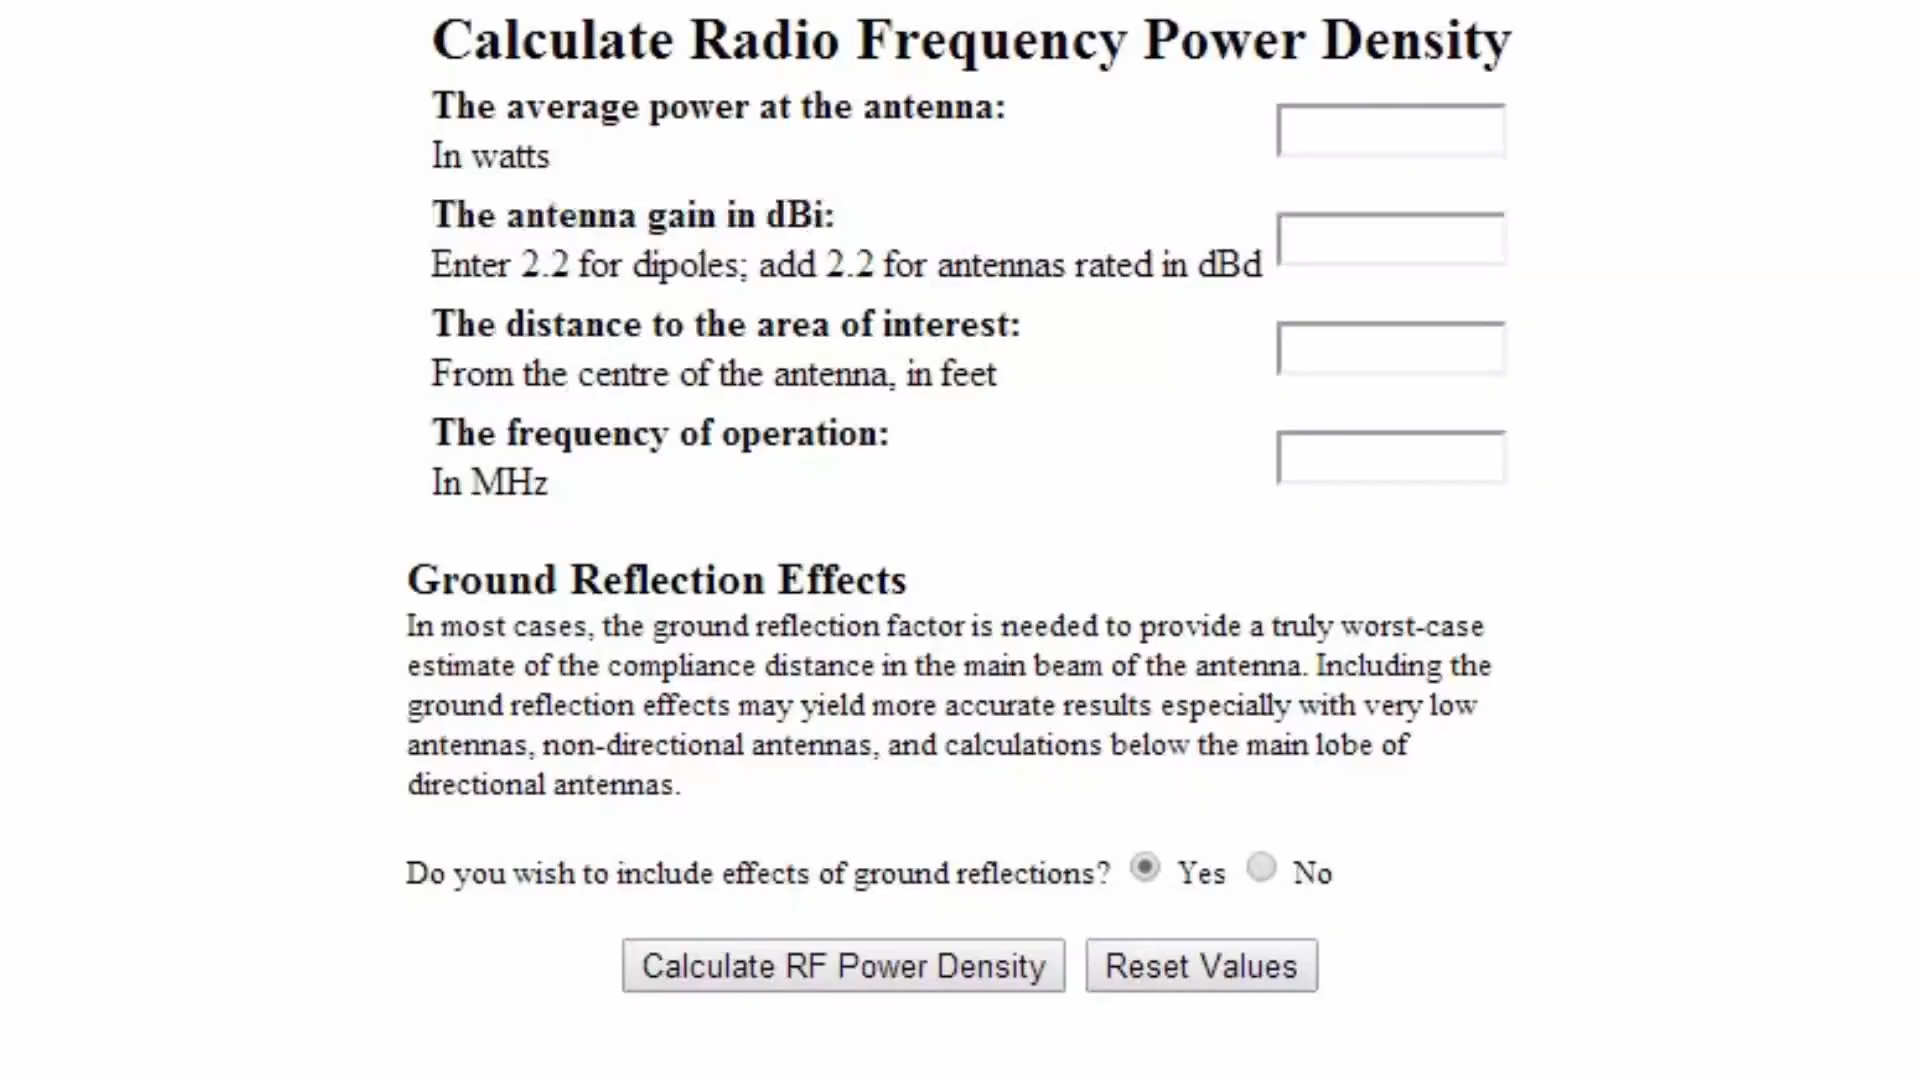 Calculate Radio Frequency Power Density
The average power at the antenna:
In watts
The antenna gain in dBi:
Enter 2.2 for dipoles; add 2.2 for antennas rated in dBd
The distance to the area of interest:
From the centre of the antenna, in feet
The frequency of operation:
In MHz
Ground Reflection Effects
In most cases, the ground reflection factor is needed to provide a truly worst-case
estimate of the compliance distance in the main beam of the antenna. Including the
ground reflection effects may yield more accurate results especially with very low
antennas, non-directional antennas, and calculations below the main lobe of
directional antennas.
Do you wish to include effects of ground reflections? Yes No
Calculate RF Power Density Reset Values